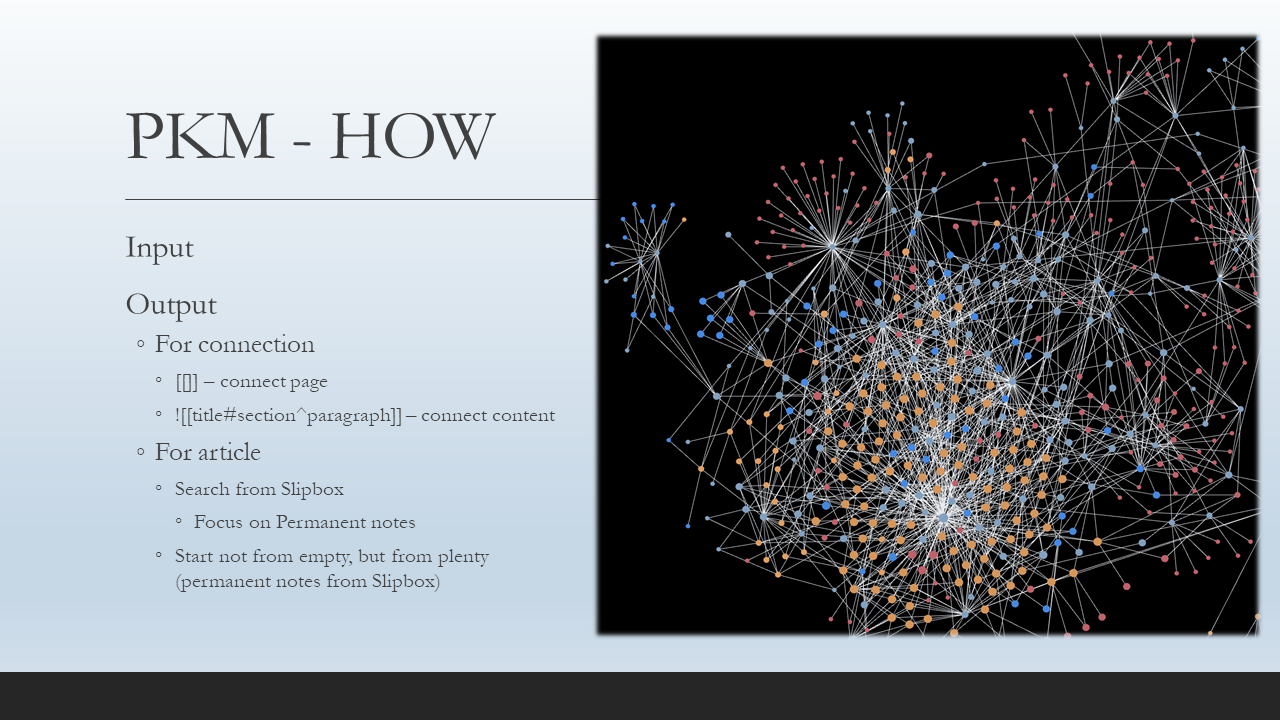 PKM - HOW
Input
Output
◦ For connection
◦ [[]] – connect page
◦ ![[title#section^paragraph]] – connect content
◦ For article
◦ Search from Slipbox
◦ Focus on Permanent notes
◦ Start not from empty, but from plenty
(permanent notes from Slipbox)